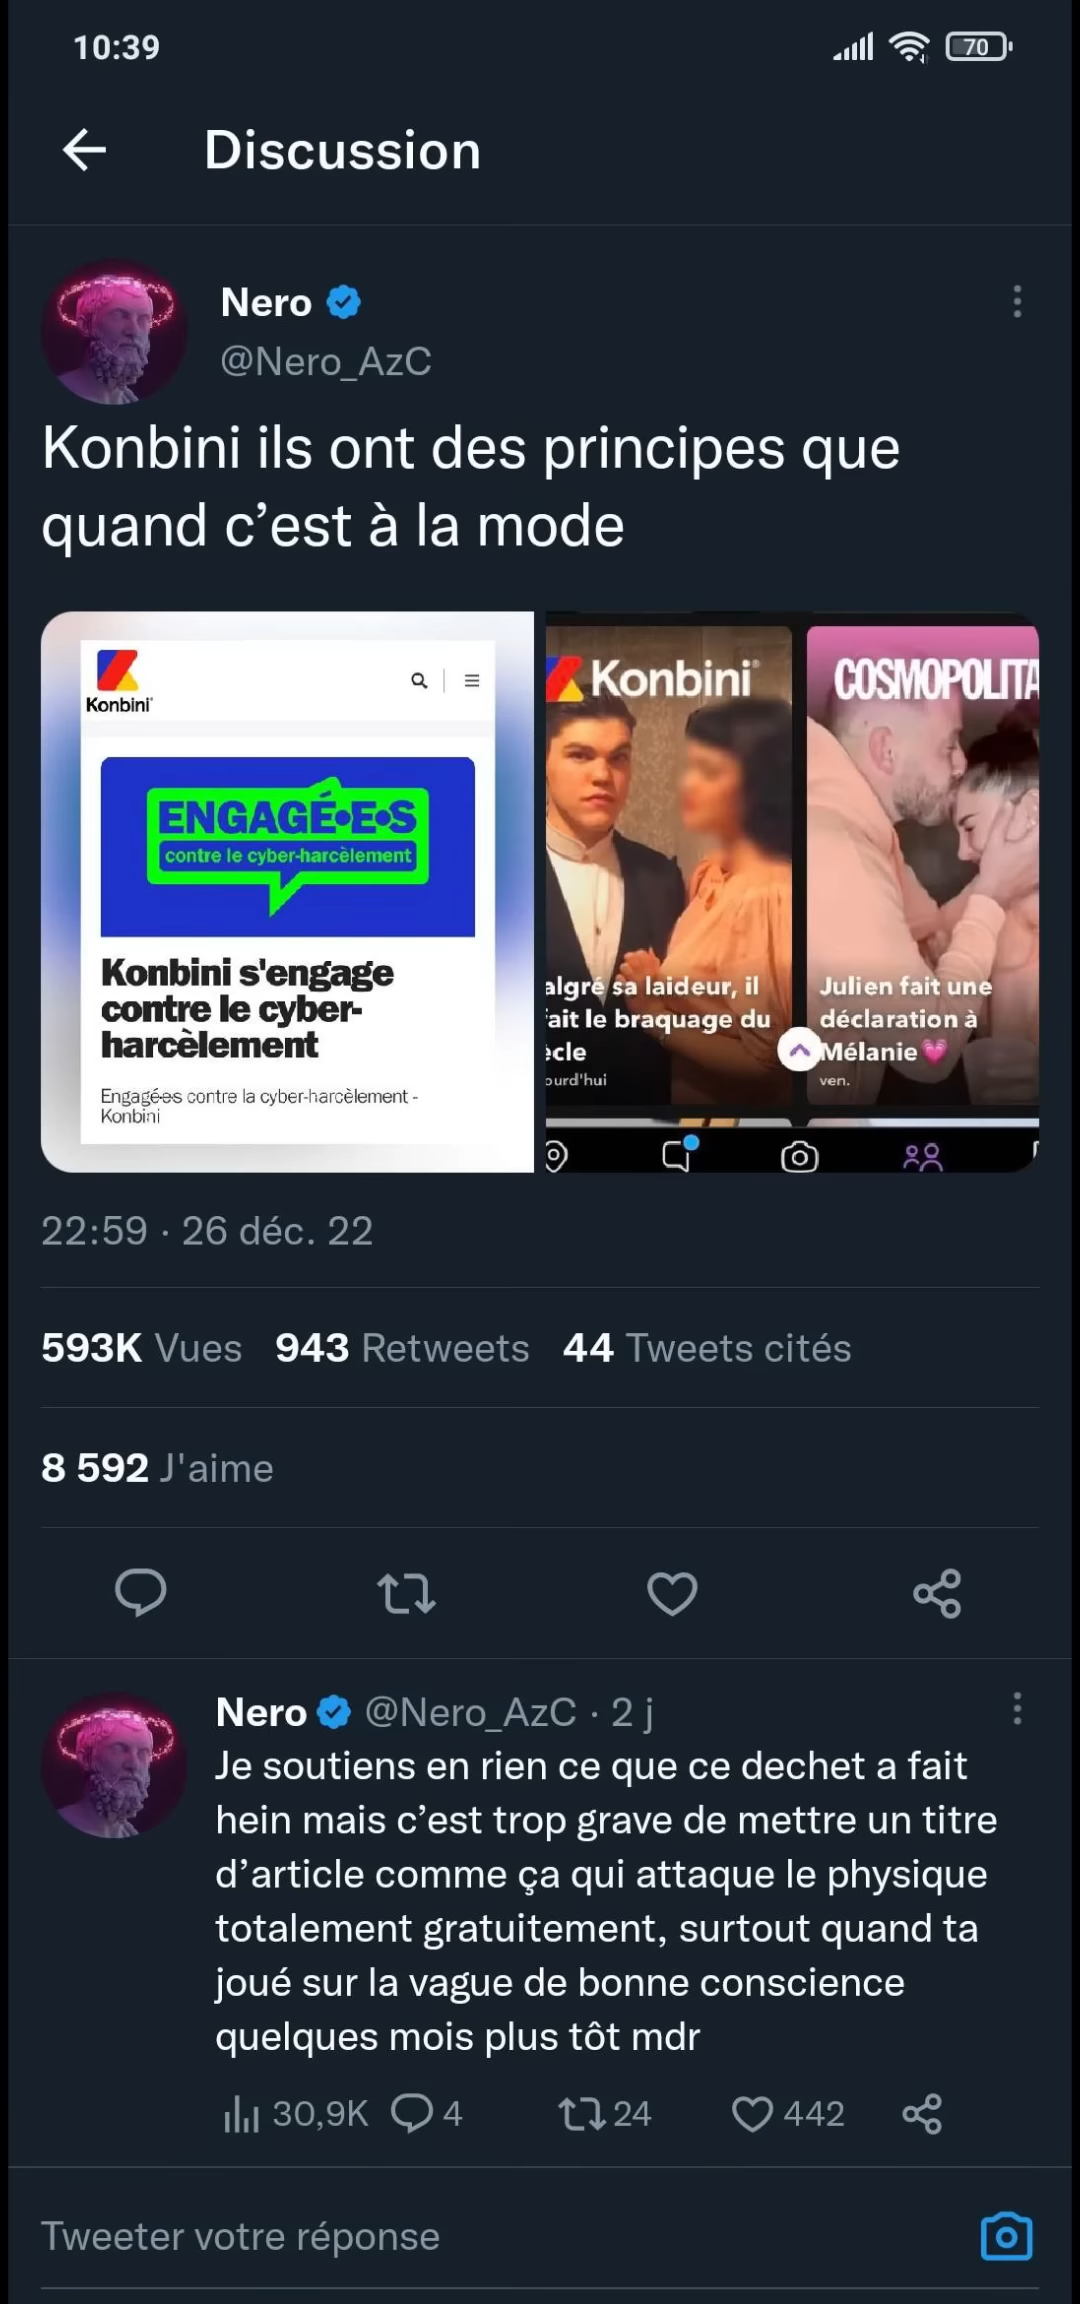 10:39
70
Discussion
Nero
@Nero_AzC
Konbini ils ont des principes que
quand c’est à la mode
Konbini
ENGAGÉ•E•S
contre le cyber-harcèlement
Konbini s'engage
contre le cyber-
harcèlement
Engagées contre la cyber-harcèlement -
Konbini
Konbini
algré sa laideur, il
fait le braquage du
ècle
ourd'hui
COSMOPOLITA
Julien fait une
déclaration à
Mélanie💗
ven.
22:59 · 26 déc. 22
593K Vues 943 Retweets 44 Tweets cités
8 592 J'aime
Nero @Nero_AzC · 2 j
Je soutiens en rien ce que ce dechet a fait
hein mais c’est trop grave de mettre un titre
d’article comme ça qui attaque le physique
totalement gratuitement, surtout quand ta
joué sur la vague de bonne conscience
quelques mois plus tôt mdr
30,9K 4 24 442
Tweeter votre réponse